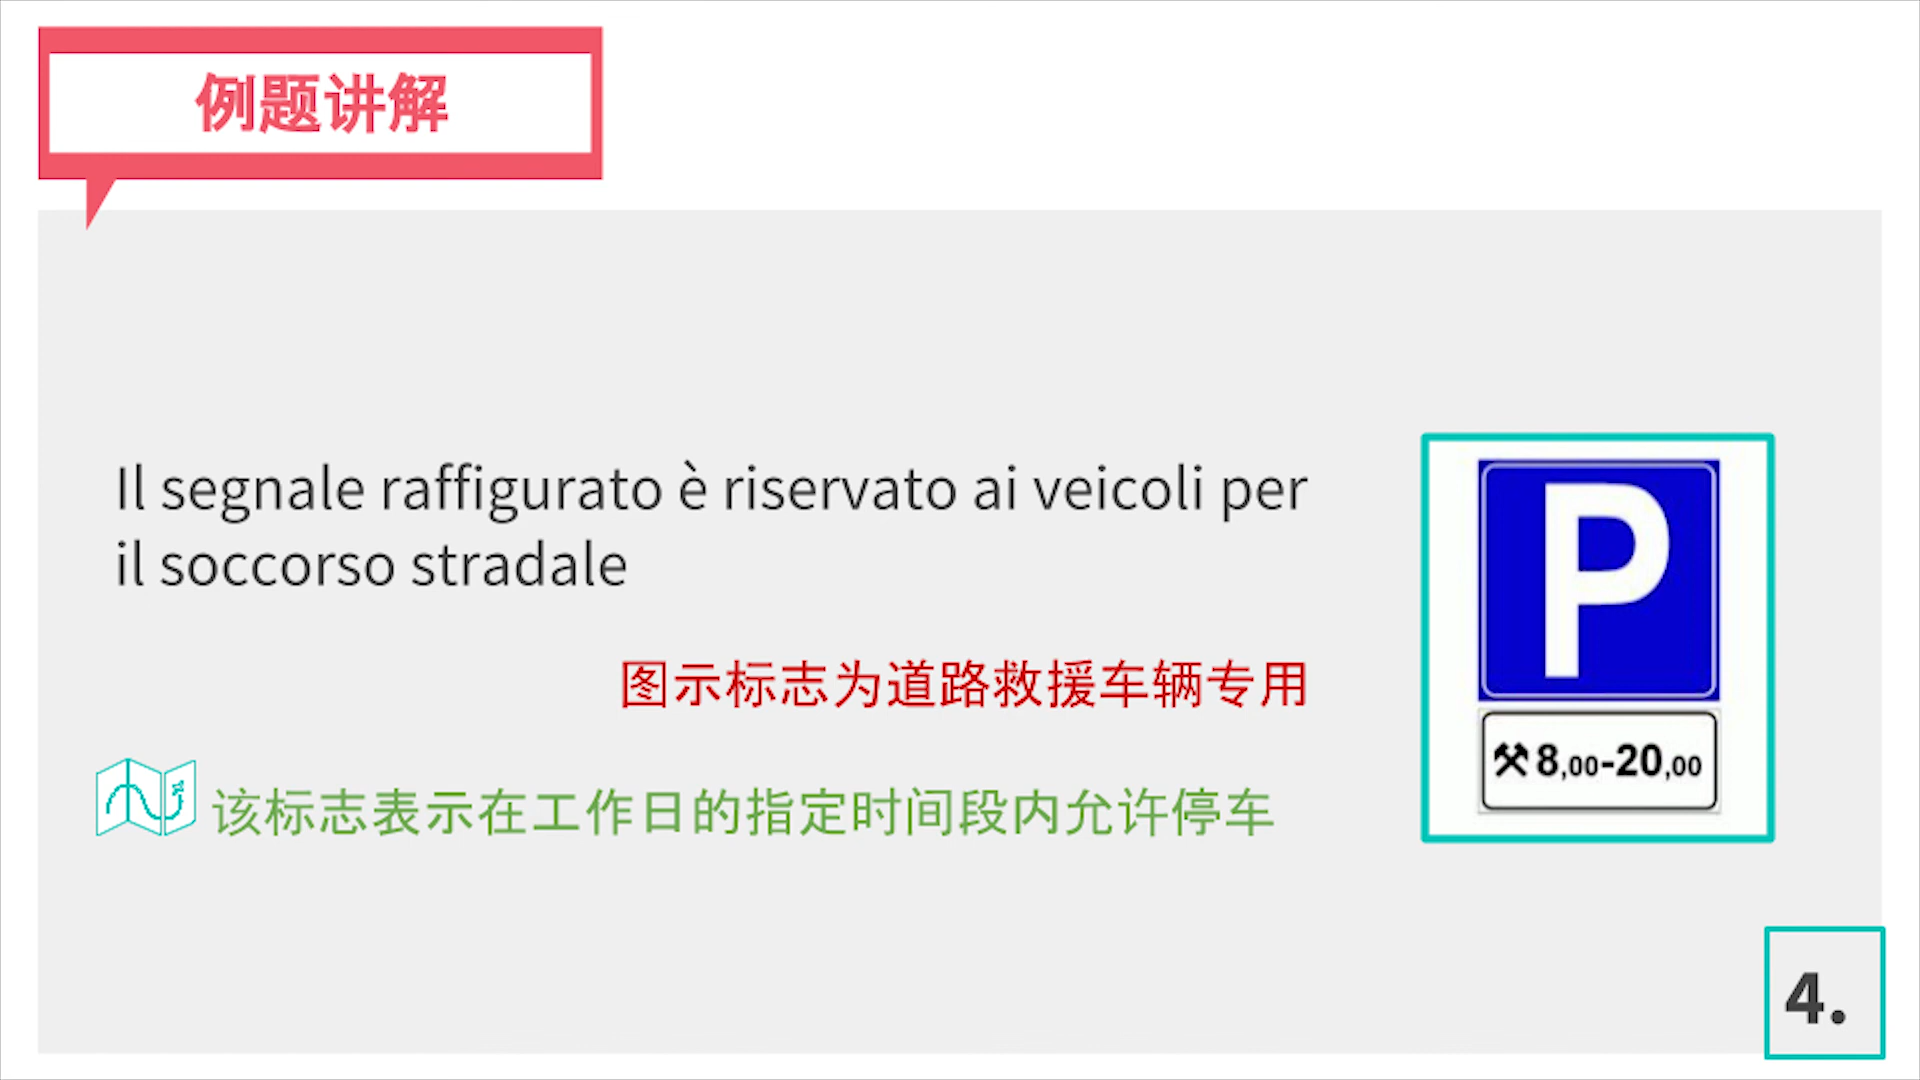 例题讲解
Il segnale raffigurato è riservato ai veicoli per
il soccorso stradale
图示标志为道路救援车辆专用
该标志表示在工作日的指定时间段内允许停车
P
8,00-20,00
4.